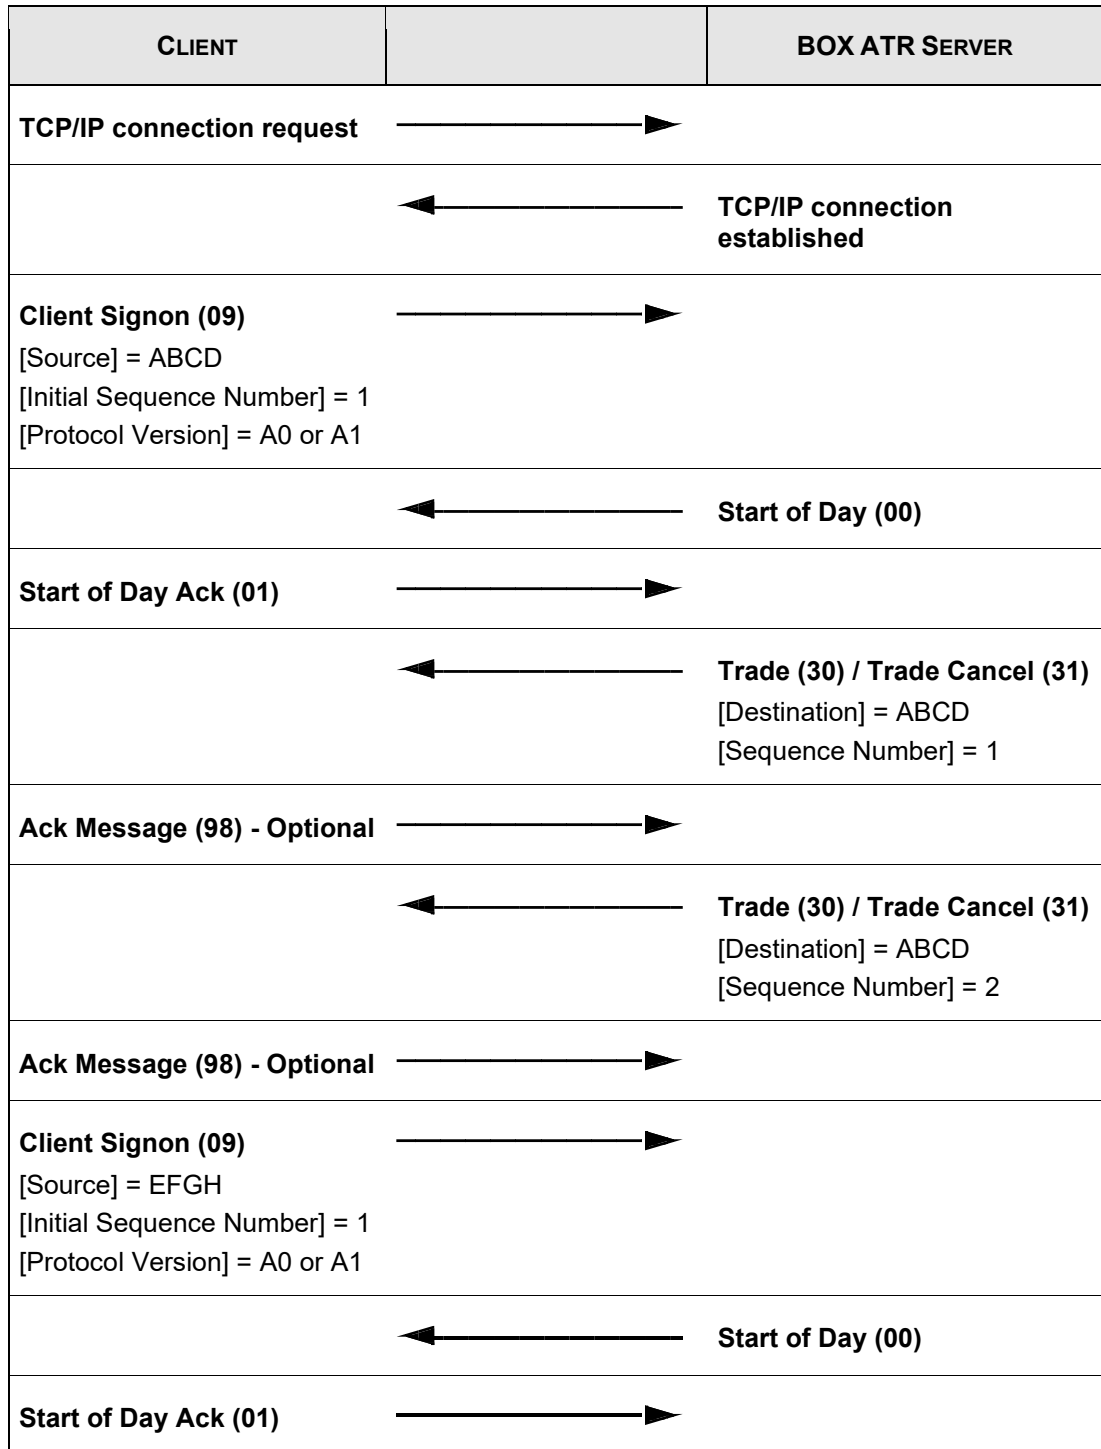 CLIENT
BOX ATR SERVER
TCP/IP connection request
TCP/IP connection
established
Client Signon (09)
[Source] = ABCD
[Initial Sequence Number] = 1
[Protocol Version] = A0 or A1
Start of Day (00)
Start of Day Ack (01)
Trade (30) / Trade Cancel (31)
[Destination] = ABCD
[Sequence Number] = 1
Ack Message (98) - Optional
Trade (30) / Trade Cancel (31)
[Destination] = ABCD
[Sequence Number] = 2
Ack Message (98) - Optional
Client Signon (09)
[Source] = EFGH
[Initial Sequence Number] = 1
[Protocol Version] = A0 or A1
Start of Day (00)
Start of Day Ack (01)